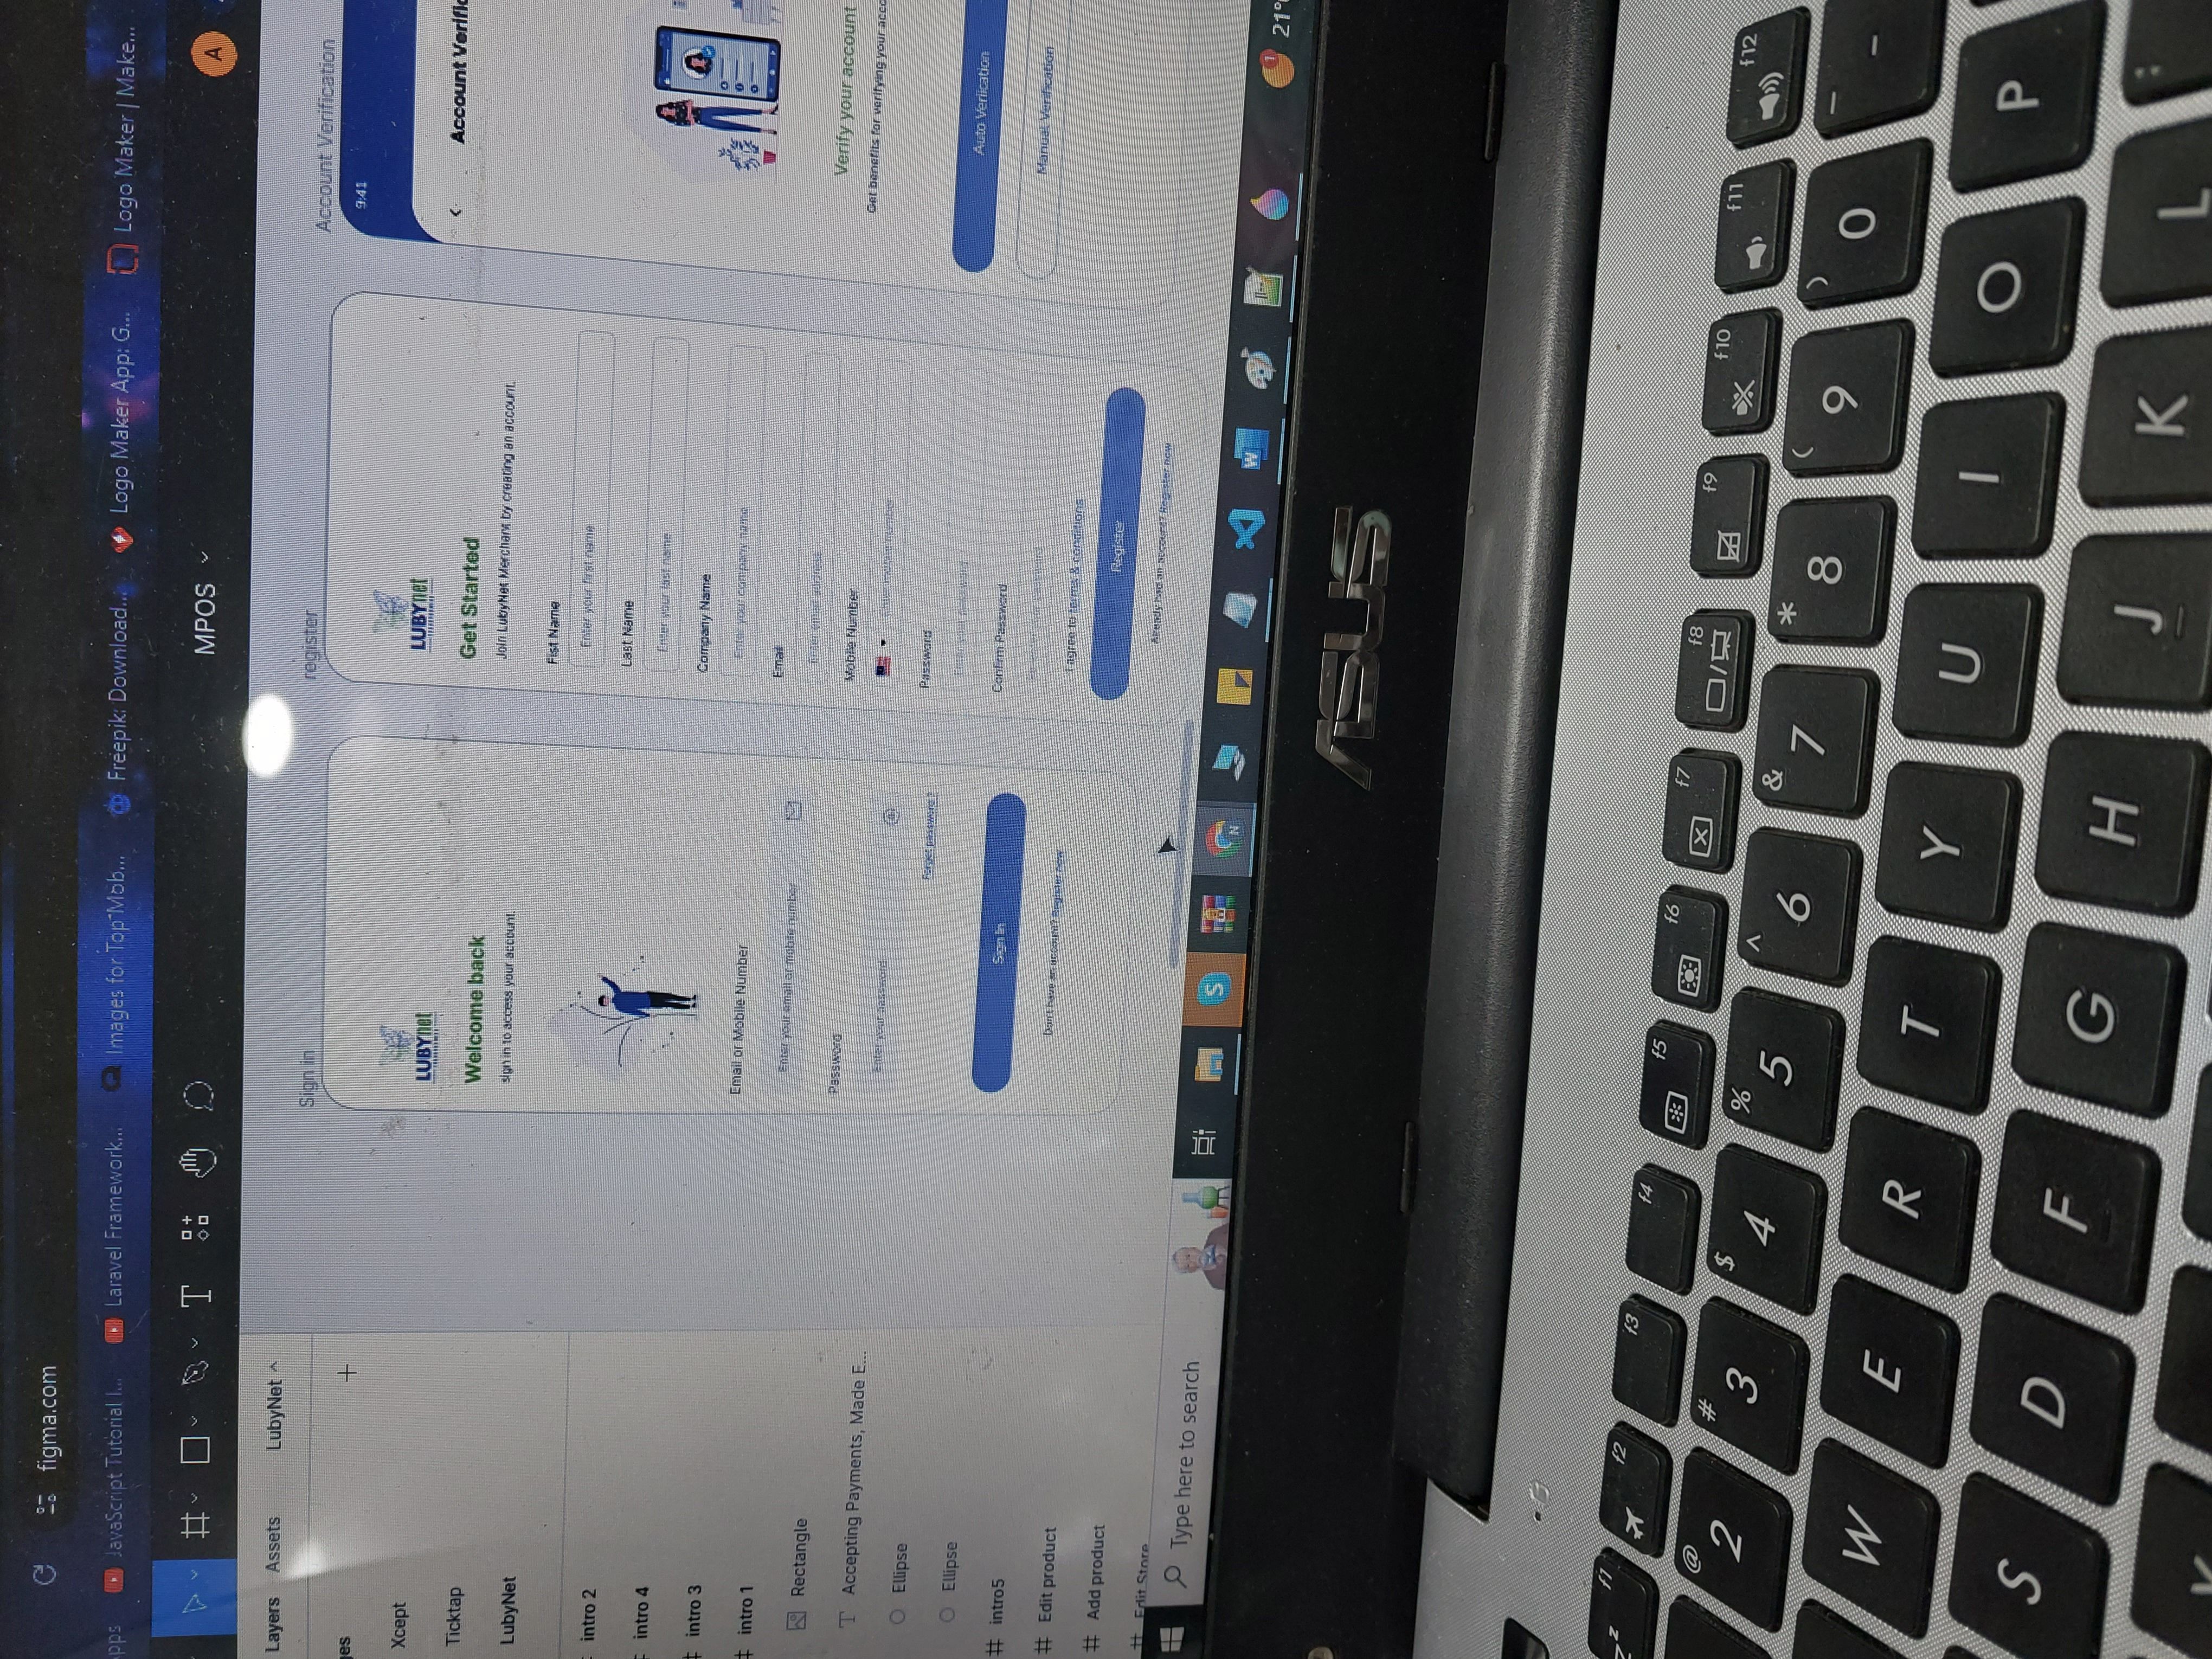 figma.com
JavaScript Tutorial I...
Laravel Framework...
Images for Top Mob...
Freepik: Download...
Logo Maker App: G...
Logo Maker | Make...
MPOS
A
Layers
Assets
LubyNet
Xcept
Ticktap
LubyNet
intro 2
intro 4
intro 3
intro 1
Rectangle
Accepting Payments, Made E...
Ellipse
Ellipse
intro5
Edit product
Add product
Edit Store
Sign in
LUBYnet
Welcome back
sign in to access your account.
Email or Mobile Number
Enter your email or mobile number
Password
Enter your password
Forgot password ?
Sign In
Don't have an account? Register now
register
LUBYnet
Get Started
Join LubyNet Merchant by creating an account.
Fist Name
Enter your first name
Last Name
Enter your last name
Company Name
Enter your company name
Email
Enter email address
Mobile Number
Enter mobile number
Password
Enter your password
Confirm Password
Re-enter your password
I agree to terms & conditions
Register
Already had an account? Register now
Account Verification
9:41
Account Verific
Verify your account
Get benefits for verifying your acco
Auto Veriication
Manual Verification
Type here to search
S
N
W
1
21°
ASUS
f1
f2
f3
f4
f5
f6
f7
f8
f9
f10
f11
f12
@ 2
# 3
$ 4
% 5
^ 6
& 7
* 8
( 9
) 0
_ -
W E R T Y U I O P
S D F G H J K L